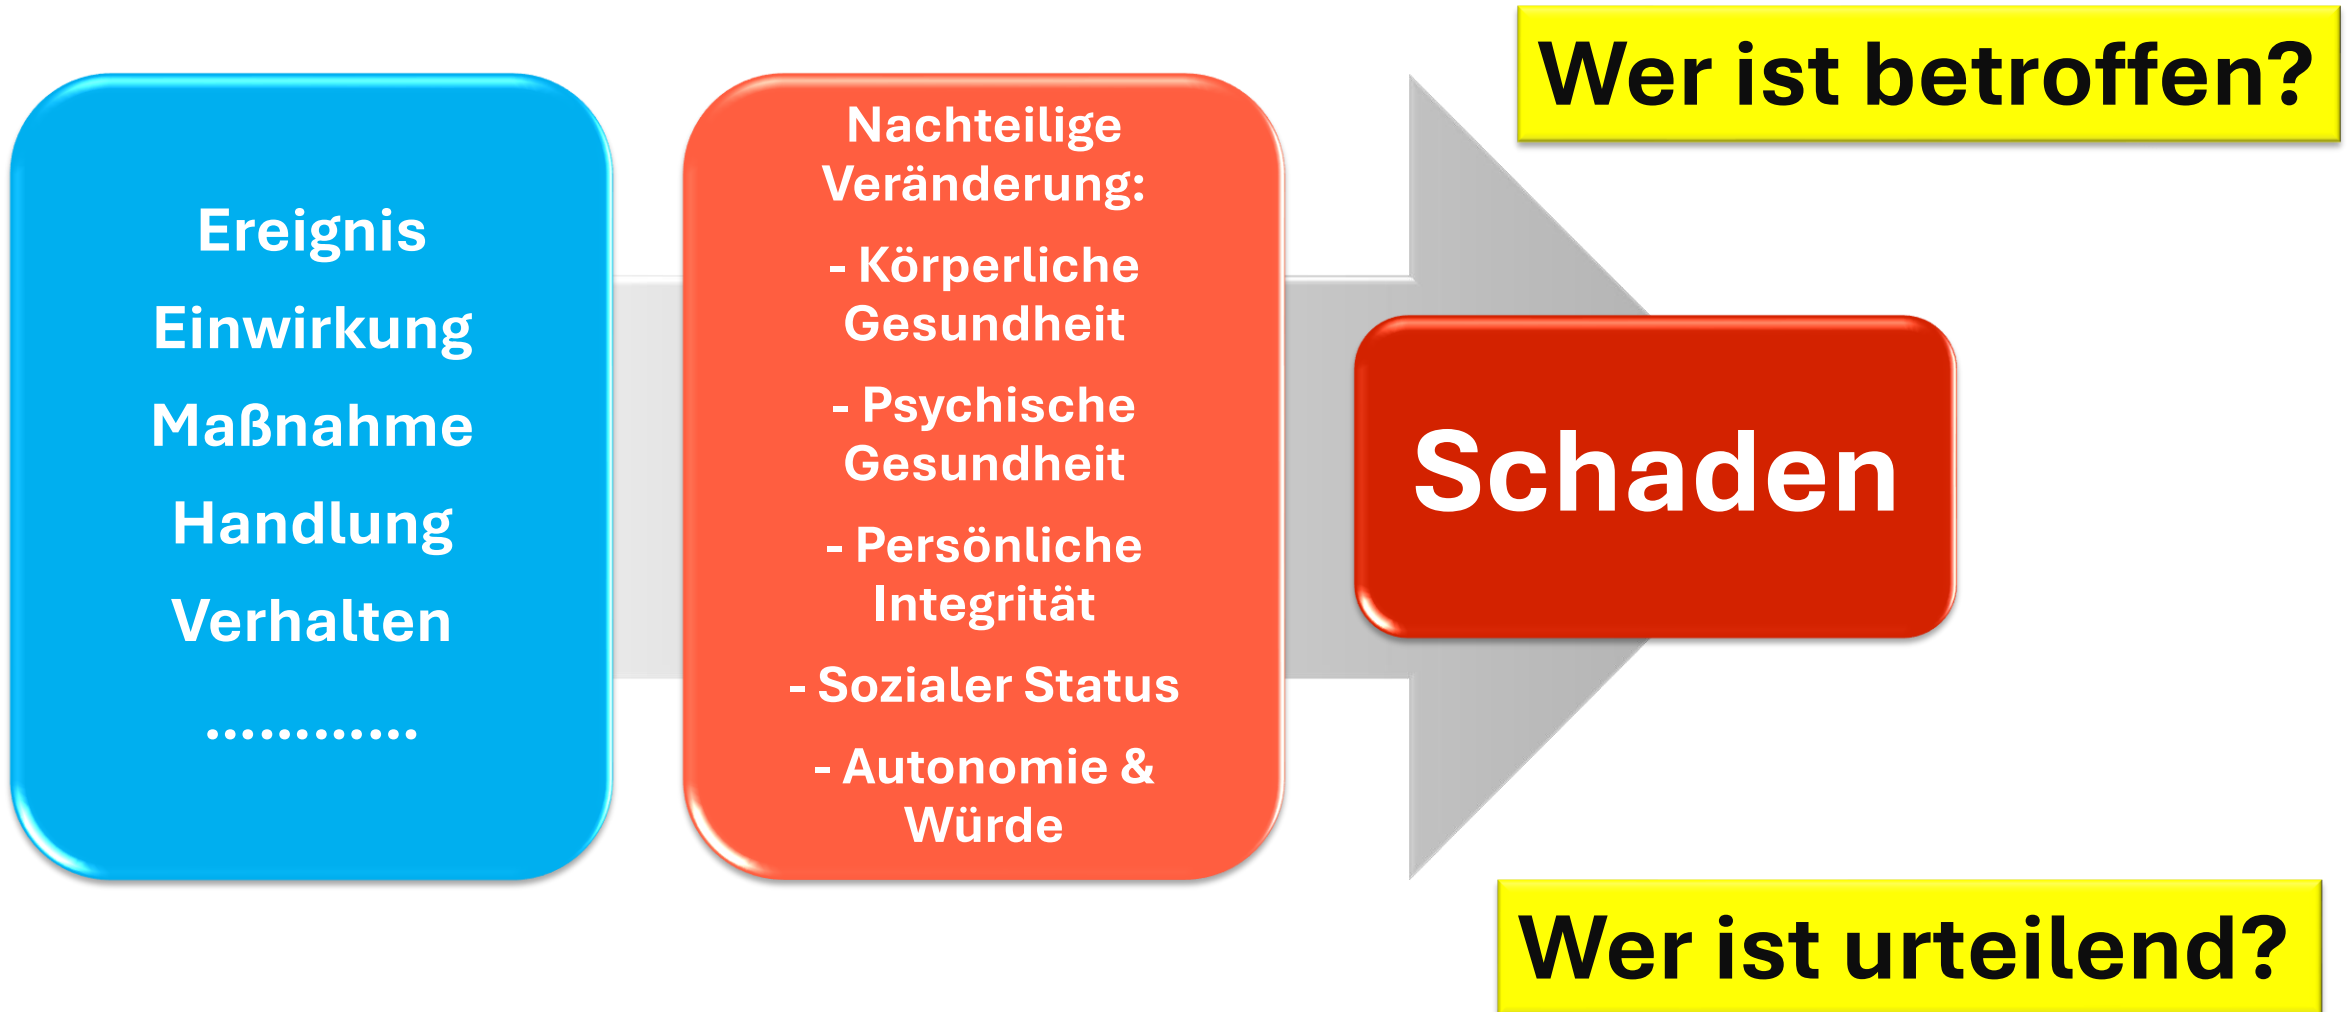 Wer ist betroffen?
Ereignis
Einwirkung
Maßnahme
Handlung
Verhalten
............
Nachteilige
Veränderung:
- Körperliche
Gesundheit
- Psychische
Gesundheit
- Persönliche
Integrität
- Sozialer Status
- Autonomie &
Würde
Schaden
Wer ist urteilend?